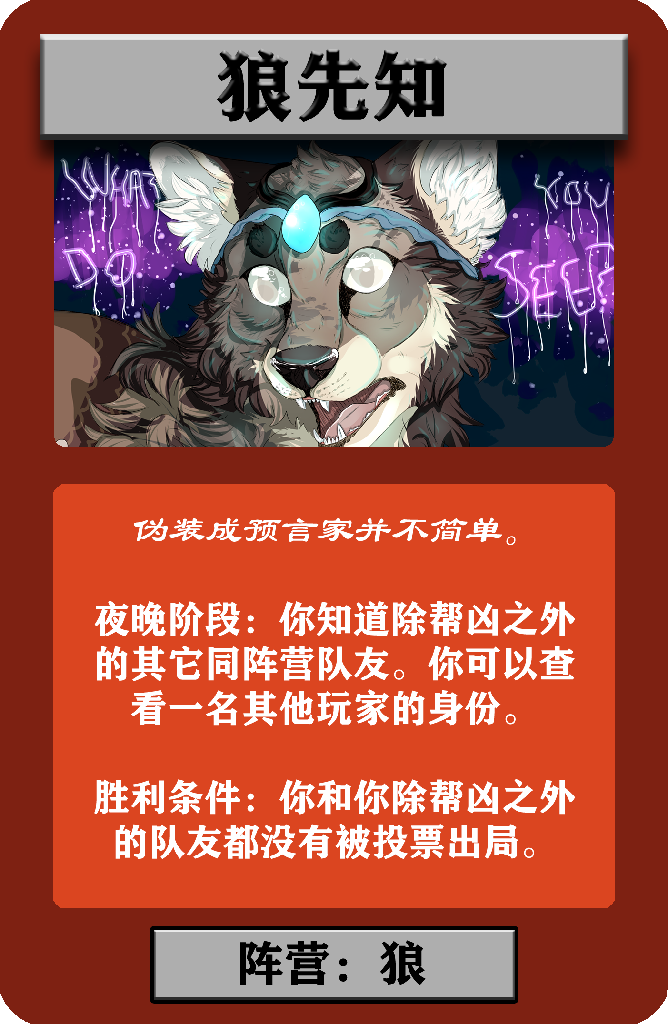 狼先知
WHAT
YOU
DO
SEE?
伪装成预言家并不简单。
夜晚阶段：你知道除帮凶之外
的其它同阵营队友。你可以查
看一名其他玩家的身份。
胜利条件：你和你除帮凶之外
的队友都没有被投票出局。
阵营：狼